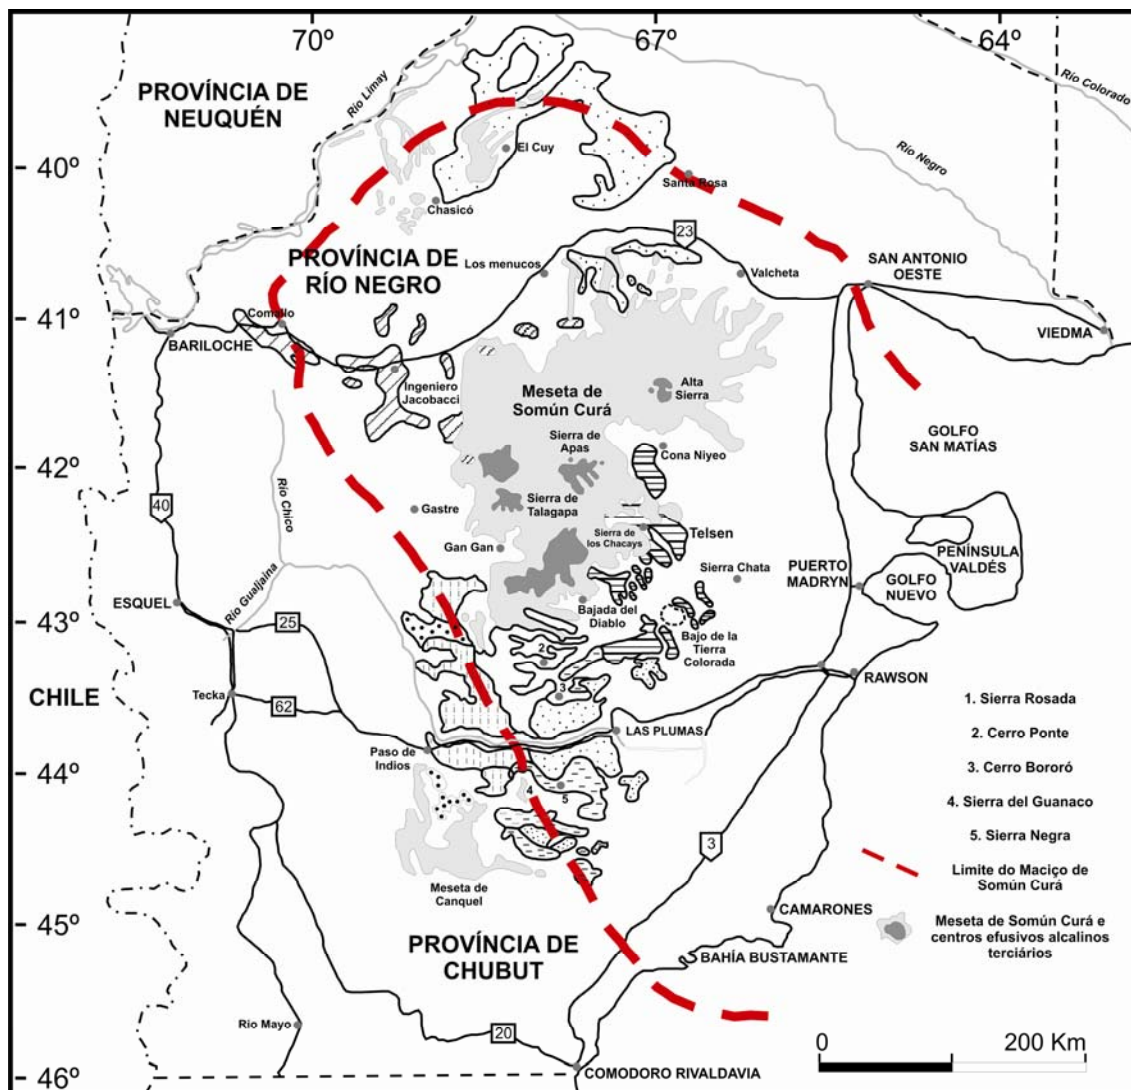 70º
67º
64º
40º
41º
42º
43º
44º
45º
46º
PROVÍNCIA DE
NEUQUÉN
Río Limay
Río Colorado
Río Negro
El Cuy
Santa Rosa
Chasicó
PROVÍNCIA DE
RÍO NEGRO
23
Los menucos
Valcheta
SAN ANTONIO
OESTE
Comallo
BARILOCHE
VIEDMA
Ingeniero
Jacobacci
Meseta de
Somún Curá
Alta
Sierra
GOLFO
SAN MATÍAS
Sierra de
Apas
Cona Niyeo
40
Río Chico
Gastre
Sierra de
Talagapa
Sierra de
los Chacays
Telsen
Gan Gan
Sierra Chata
PUERTO
MADRYN
PENÍNSULA
VALDÉS
GOLFO
NUEVO
ESQUEL
Río Gualjaina
25
Bajada del
Diablo
Bajo de la
Tierra
Colorada
2
3
RAWSON
CHILE
Tecka
62
LAS PLUMAS
Paso de
Indios
4
5
1. Sierra Rosada
2. Cerro Ponte
3. Cerro Bororó
4. Sierra del Guanaco
5. Sierra Negra
3
Limite do Maciço de
Somún Curá
Meseta de
Canquel
CAMARONES
Meseta de Somún Curá e
centros efusivos alcalinos
terciários
PROVÍNCIA DE
CHUBUT
BAHÍA BUSTAMANTE
Río Mayo
20
0
200 Km
COMODORO RIVALDAVIA